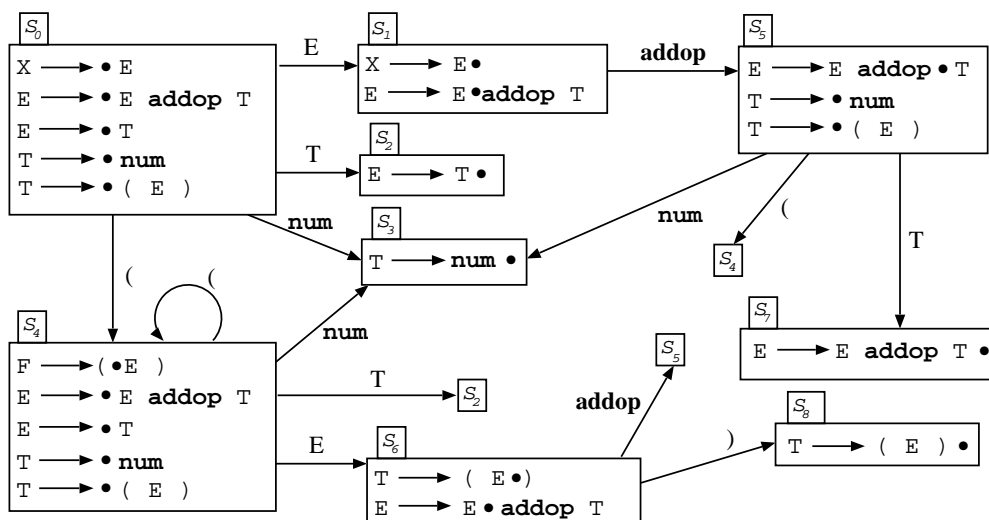 S0
X → • E
E → • E addop T
E → • T
T → • num
T → • ( E )
E
S1
X → E •
E → E • addop T
addop
S5
E → E addop • T
T → • num
T → • ( E )
T
S2
E → T •
num
S3
T → num •
num
(
S4
T
(
(
num
S4
F → ( • E )
E → • E addop T
E → • T
T → • num
T → • ( E )
T
S2
E
S6
T → ( E • )
E → E • addop T
addop
S5
)
S7
E → E addop T •
S8
T → ( E ) •